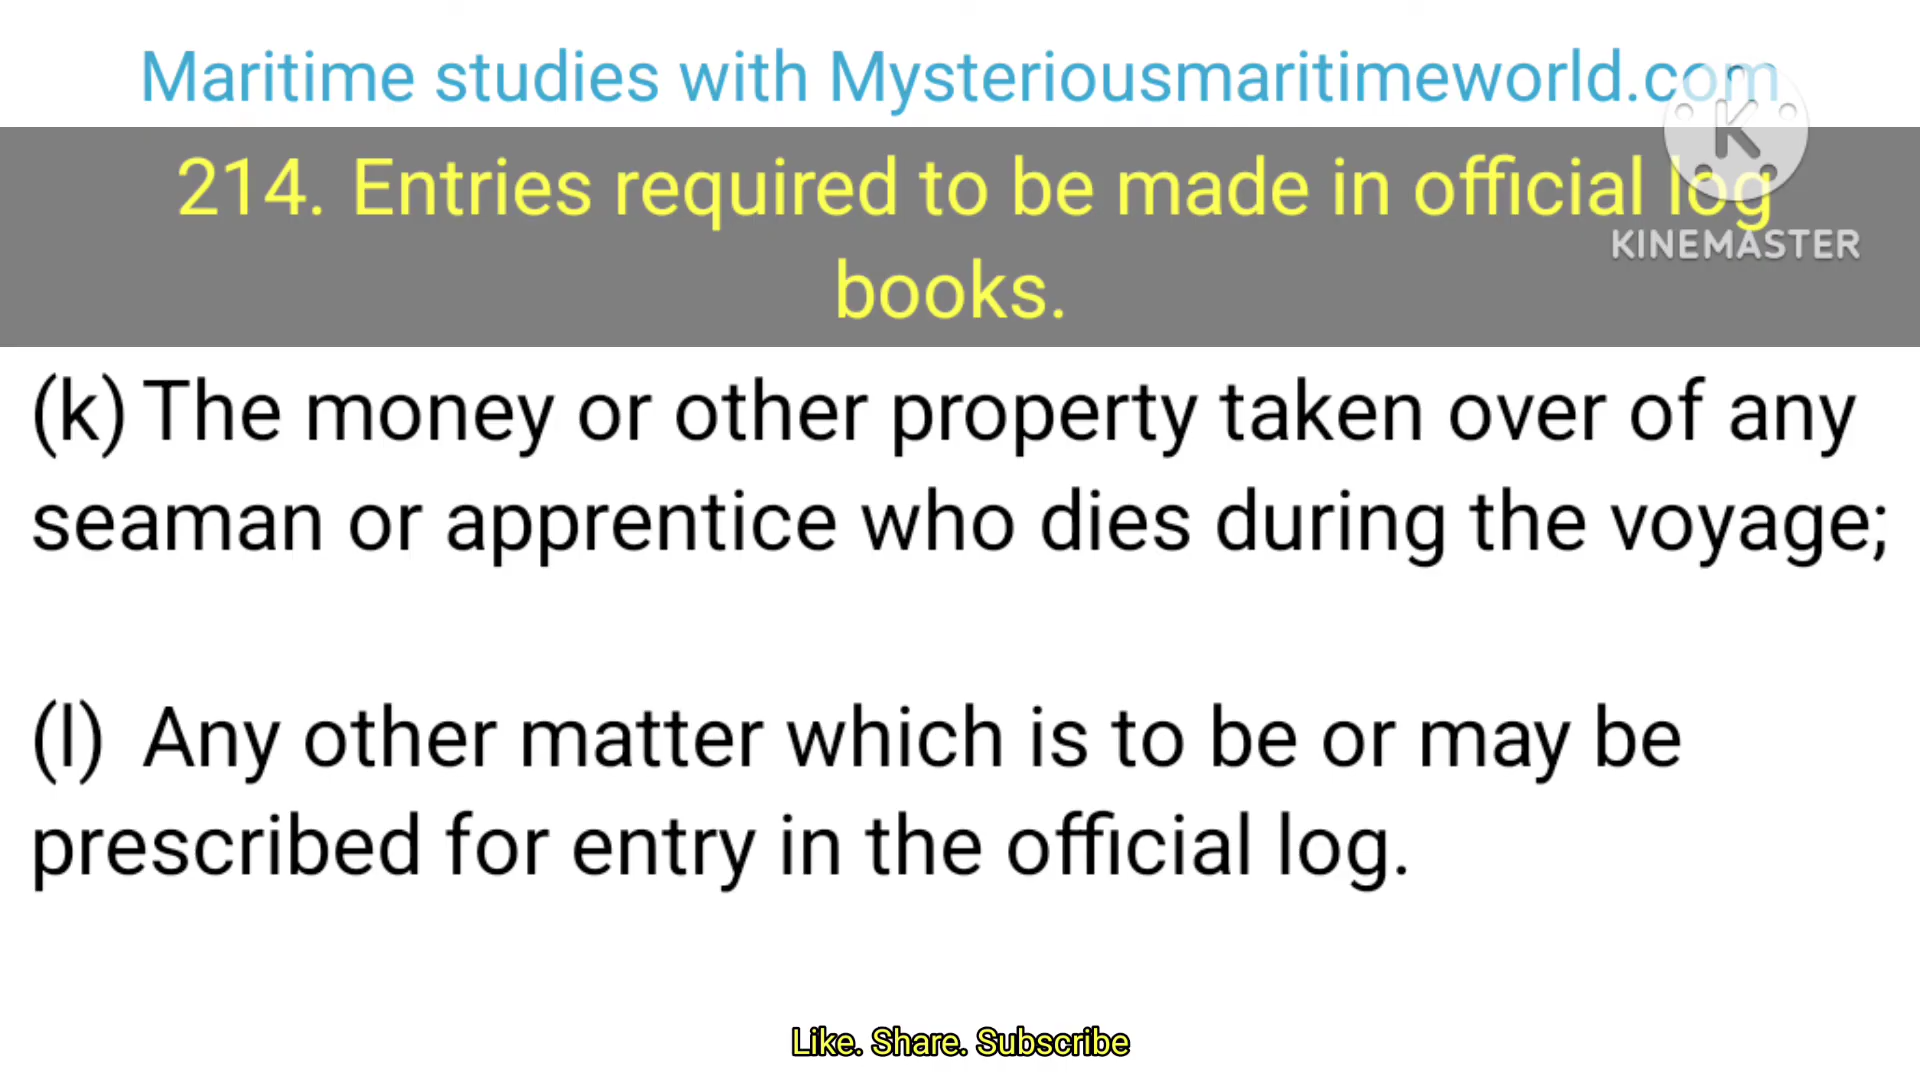 Maritime studies with Mysteriousmaritimeworld.com
214. Entries required to be made in official log
K
KINEMASTER
books.
(k) The money or other property taken over of any
seaman or apprentice who dies during the voyage;
(l) Any other matter which is to be or may be
prescribed for entry in the official log.
Like. Share. Subscribe